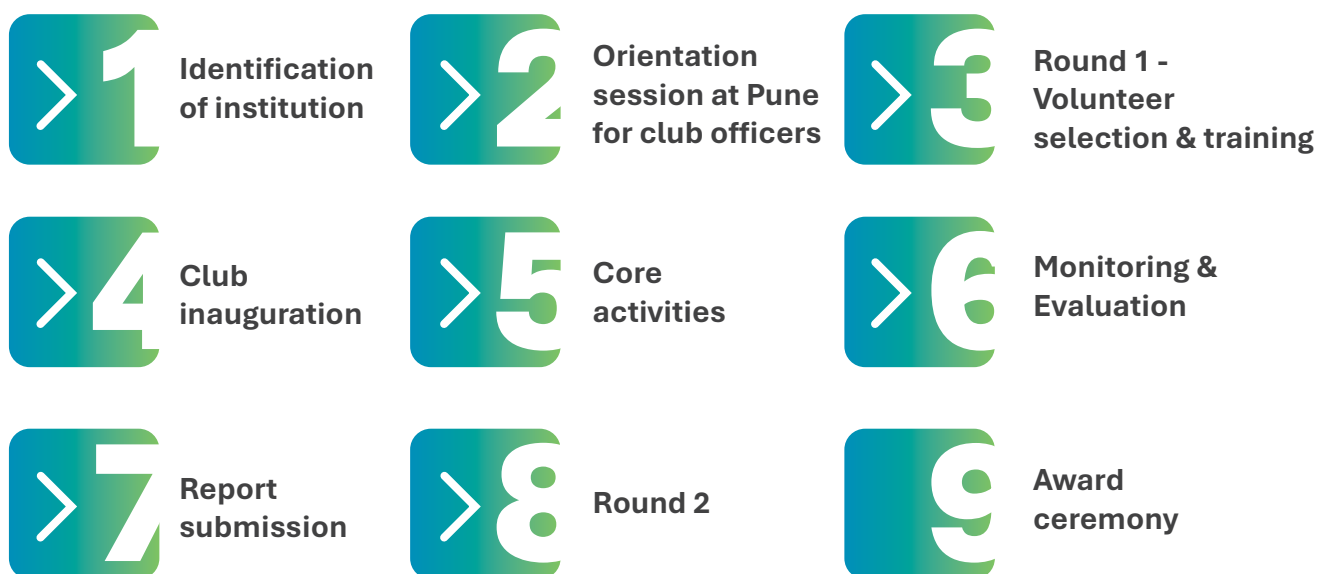 1
Identification
of institution
2
Orientation
session at Pune
for club officers
3
Round 1 -
Volunteer
selection & training
4
Club
inauguration
5
Core
activities
6
Monitoring &
Evaluation
7
Report
submission
8
Round 2
9
Award
ceremony